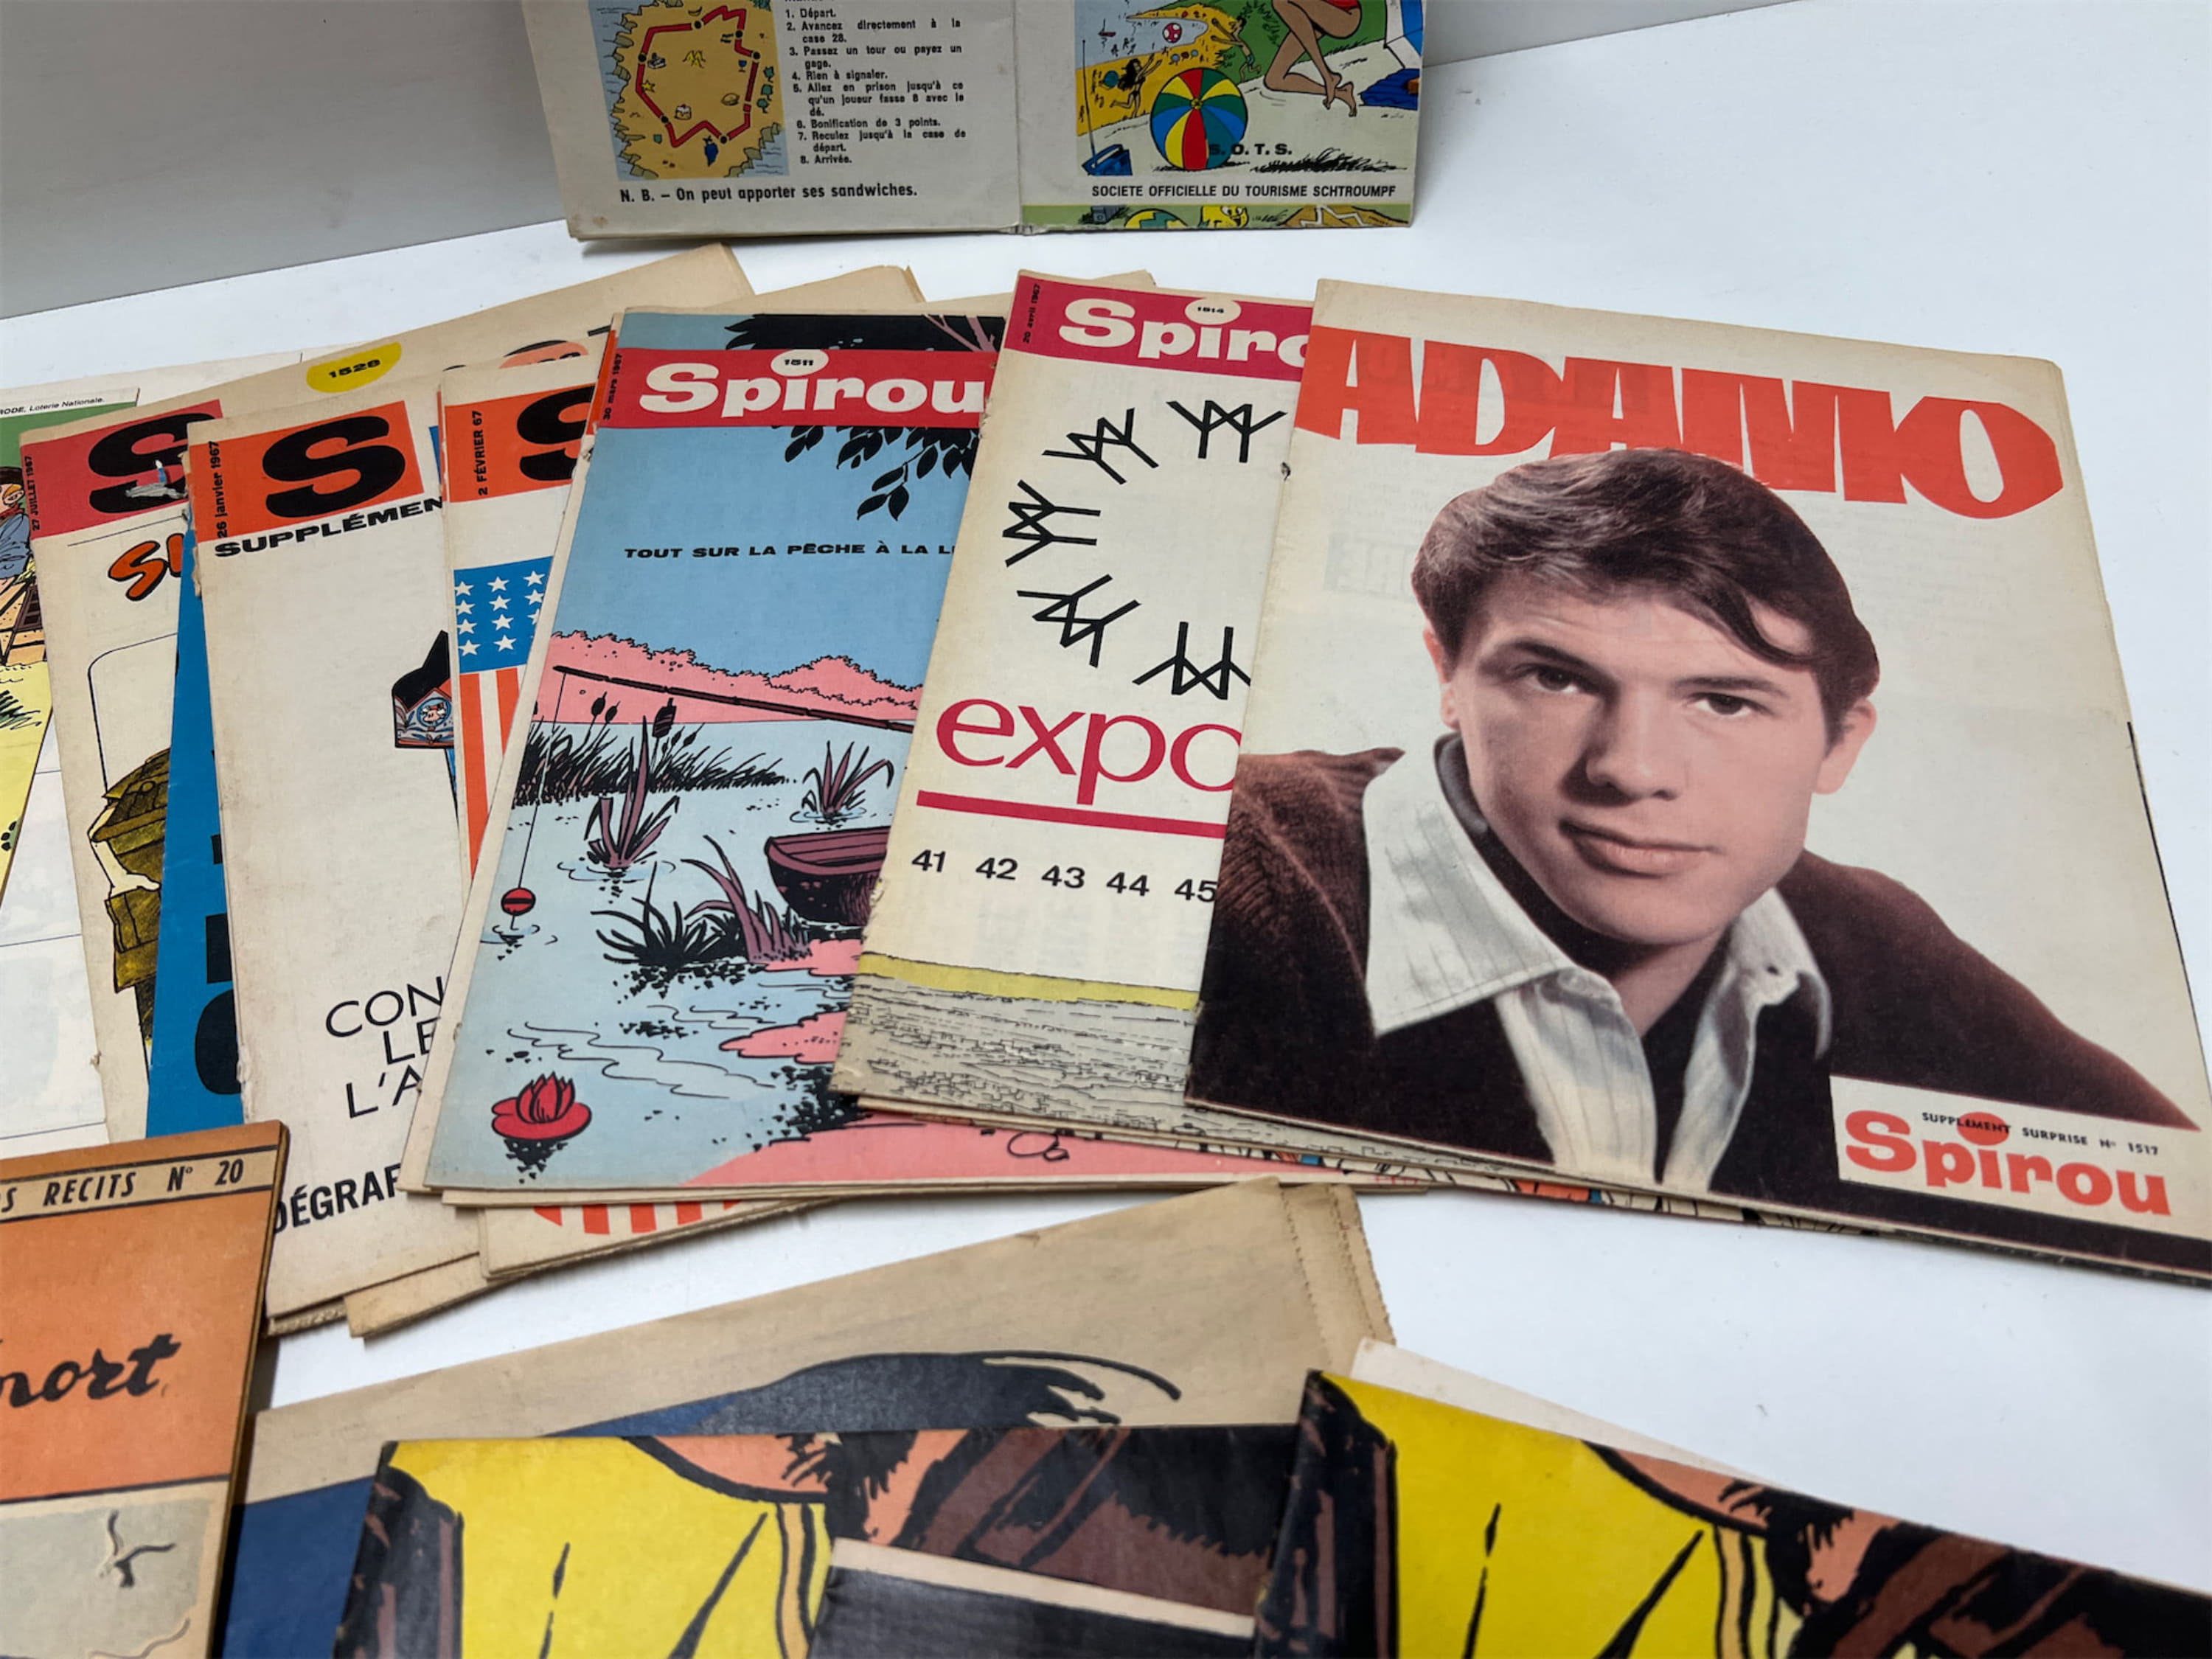 1. Départ.
2. Avancez directement à la
case 28.
3. Passez un tour ou payez un
gage.
4. Rien à signaler.
5. Allez en prison jusqu'à ce
qu'un joueur fasse 8 avec le
dé.
6. Bonification de 3 points.
7. Reculez jusqu'à la case de
départ.
8. Arrivée.
N. B. – On peut apporter ses sandwiches.
S. O. T. S.
SOCIETE OFFICIELLE DU TOURISME SCHTROUMPF
Loterie Nationale.
1528
27 JUILLET 1967
S
26 janvier 1967
S
SUPPLÉMEN
CON
LE
L'A
DÉGRAF
2 FÉVRIER 67
S
30 mars 1967
1511
Spirou
TOUT SUR LA PÊCHE À LA LI
20 avril 1967
1514
Spiro
expo
41 42 43 44 45
ADAMO
SUPPLEMENT SURPRISE N° 1517
Spirou
S RECITS N° 20
mort